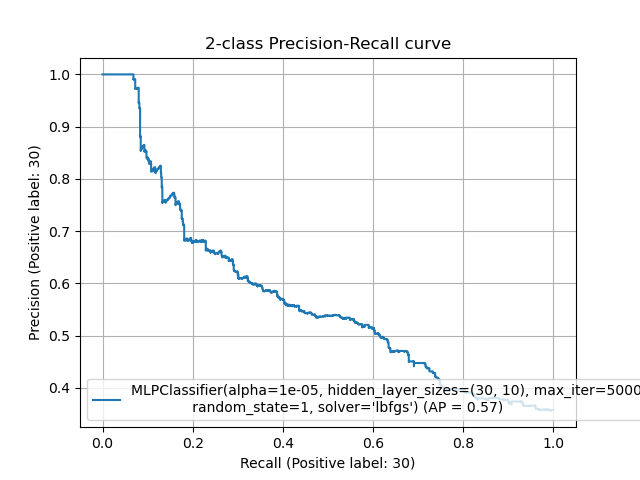 2-class Precision-Recall curve
1.0
0.9
0.8
0.7
0.6
0.5
0.4
Precision (Positive label: 30)
MLPClassifier(alpha=1e-05, hidden_layer_sizes=(30, 10), max_iter=5000
random_state=1, solver='lbfgs') (AP = 0.57)
0.0 0.2 0.4 0.6 0.8 1.0
Recall (Positive label: 30)